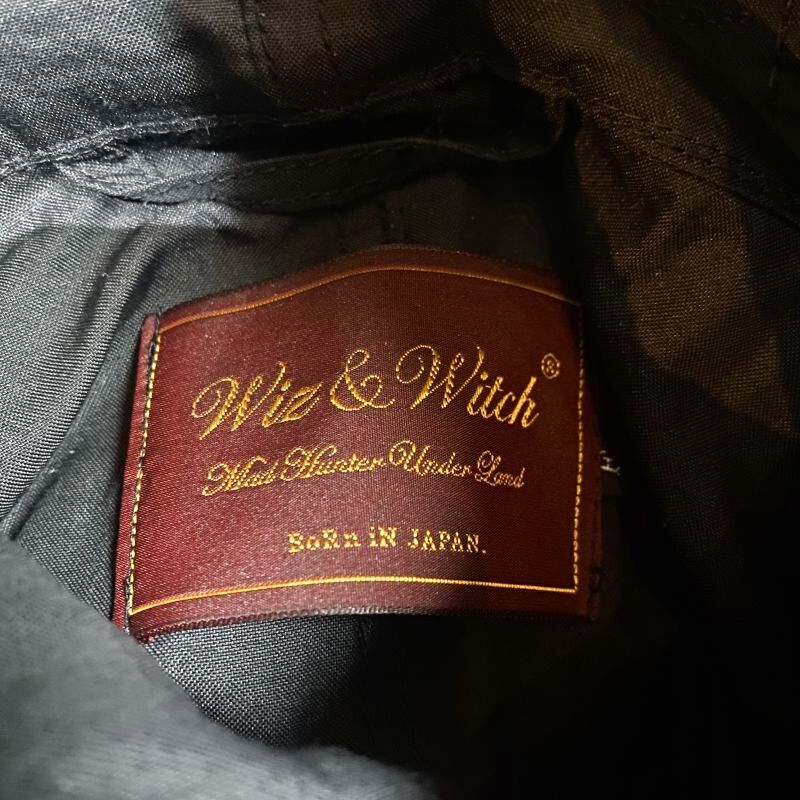 Wiz & Witch®
Mad Hunter Under Land
BoRn iN JAPAN.